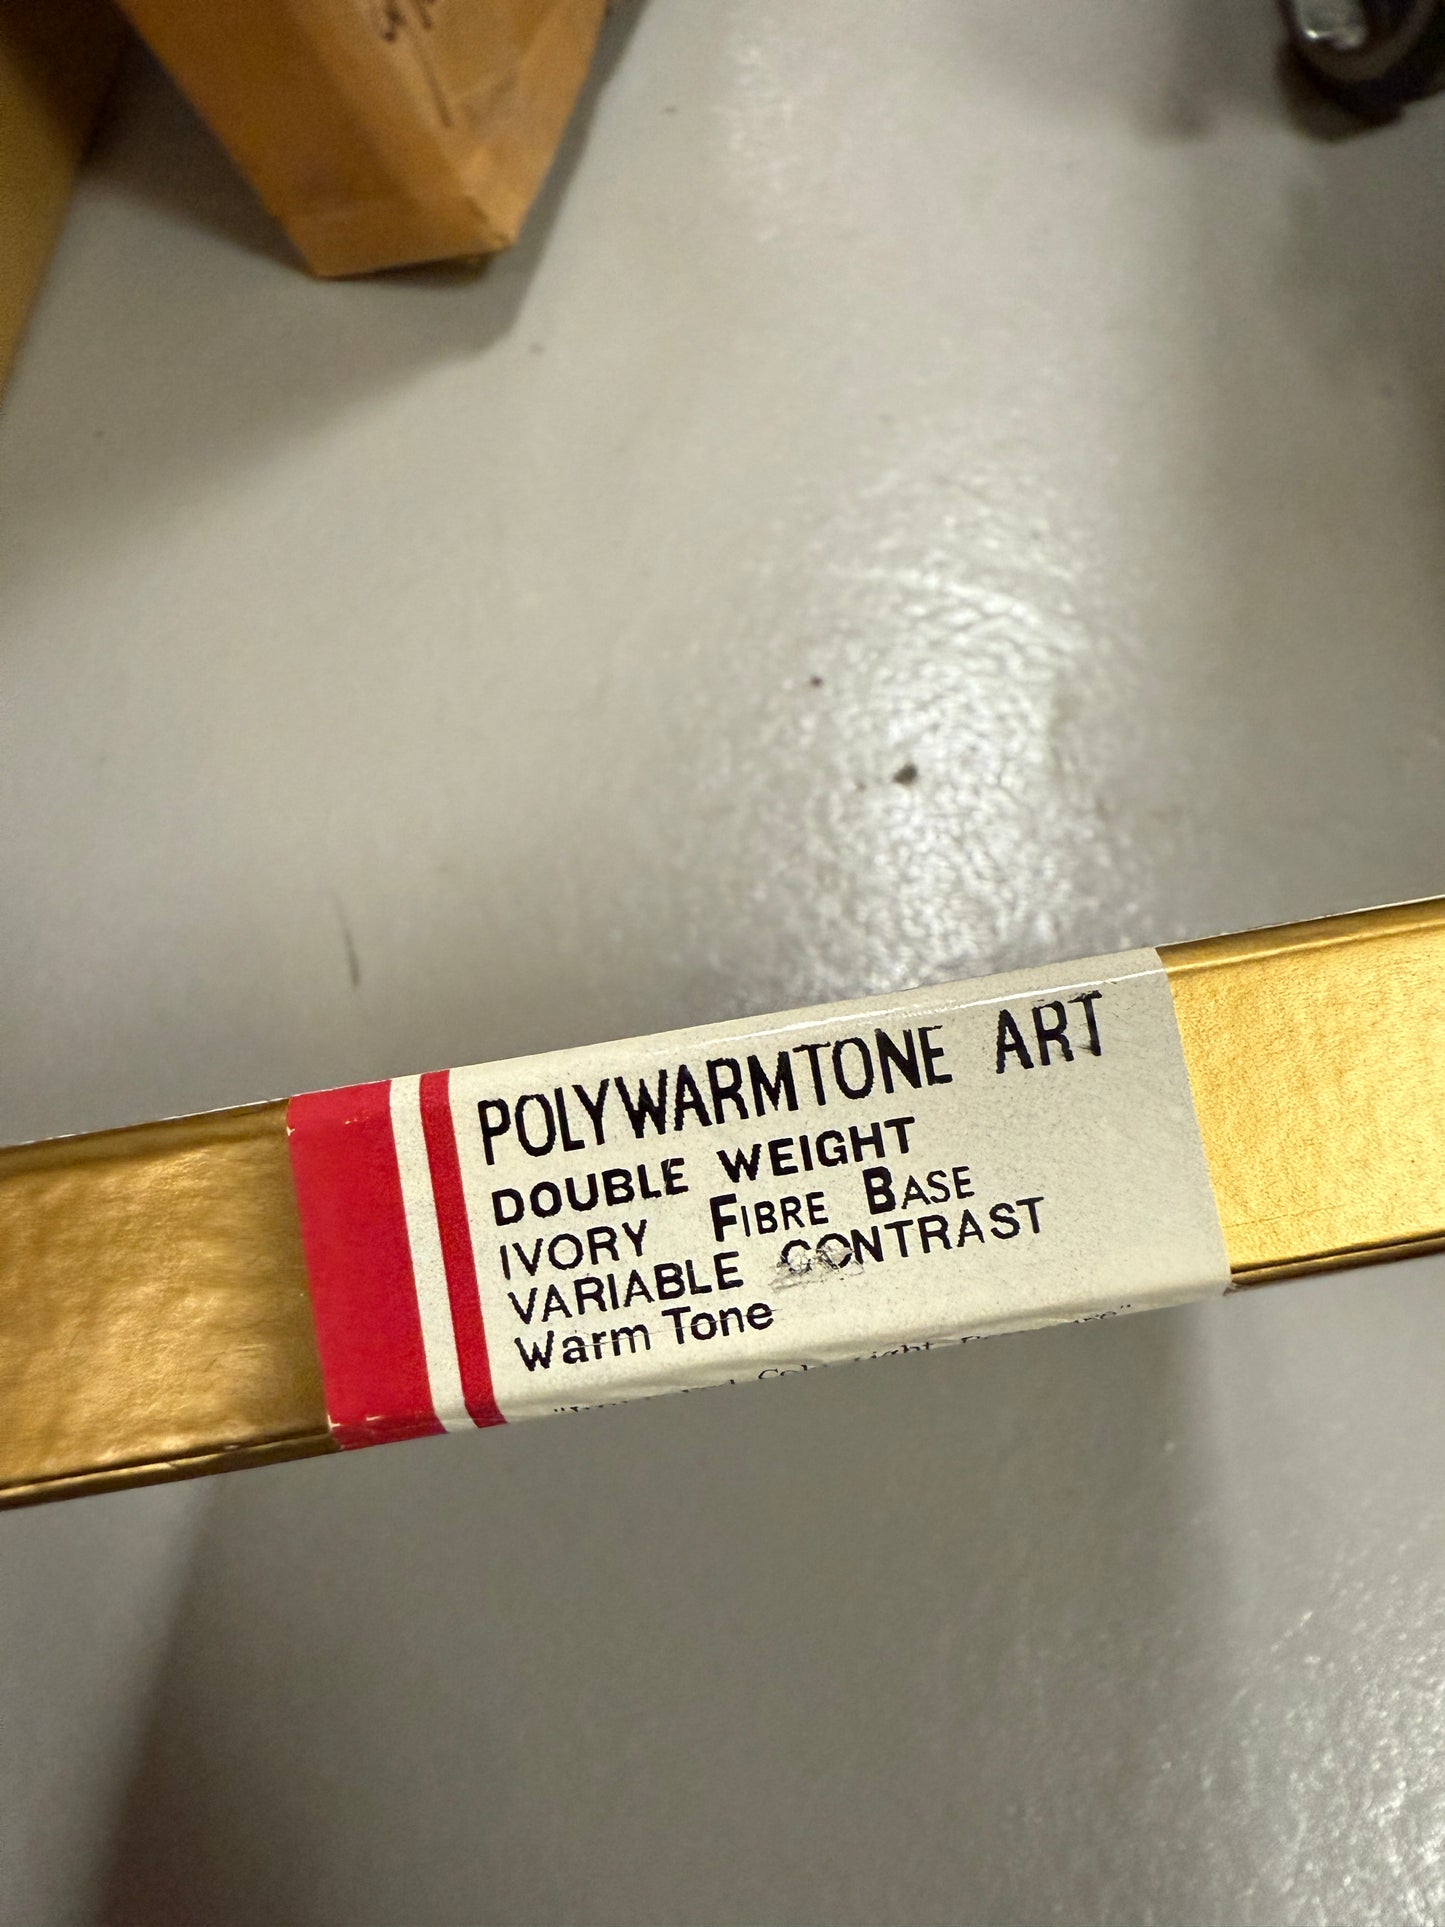 POLYWARMTONE ART
DOUBLE WEIGHT
IVORY FIBRE BASE
VARIABLE CONTRAST
Warm Tone